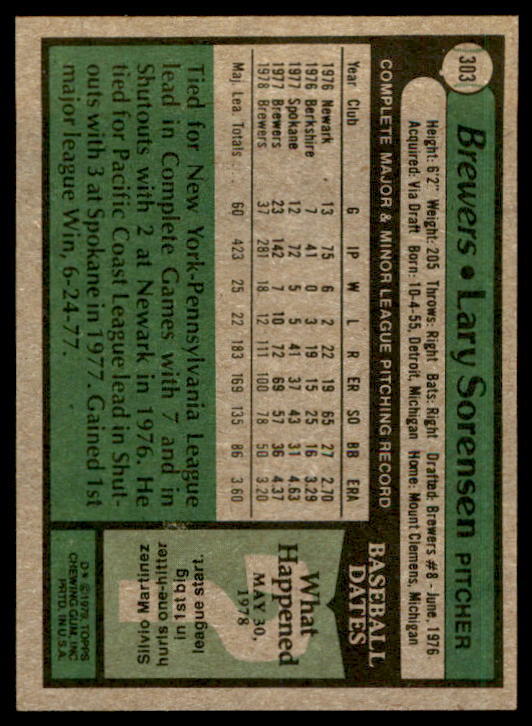 303
Brewers • Lary Sorensen PITCHER
Height: 6'2" Weight: 205 Throws: Right Bats: Right Drafted: Brewers #8 - June, 1976
Acquired: Via Draft Born: 10-4-55, Detroit, Michigan Home: Mount Clemens, Michigan
COMPLETE MAJOR & MINOR LEAGUE PITCHING RECORD
Year Club G IP W L R ER SO BB ERA
1976 Newark 13 75 6 2 22 19 65 27 2.70
1976 Berkshire 7 41 0 3 19 15 25 16 3.29
1977 Spokane 12 72 5 5 41 37 43 31 4.63
1977 Brewers 23 142 7 10 72 69 57 36 4.37
1978 Brewers 37 281 18 12 111 100 78 50 3.20
Maj. Lea. Totals . . . 60 423 25 22 183 169 135 86 3.60
Tied for New York-Pennsylvania League
lead in Complete Games with 7 and in
Shutouts with 2 at Newark in 1976. He
tied for Pacific Coast League lead in Shut-
outs with 3 at Spokane in 1977. Gained 1st
major league Win, 6-24-77.
BASEBALL
DATES
What
Happened
MAY 30,
1978
?
Silvio Martinez
hurls one-hitter
in 1st big
league start.
D* © 1979, TOPPS
CHEWING GUM, INC
PRTD. IN U.S.A.